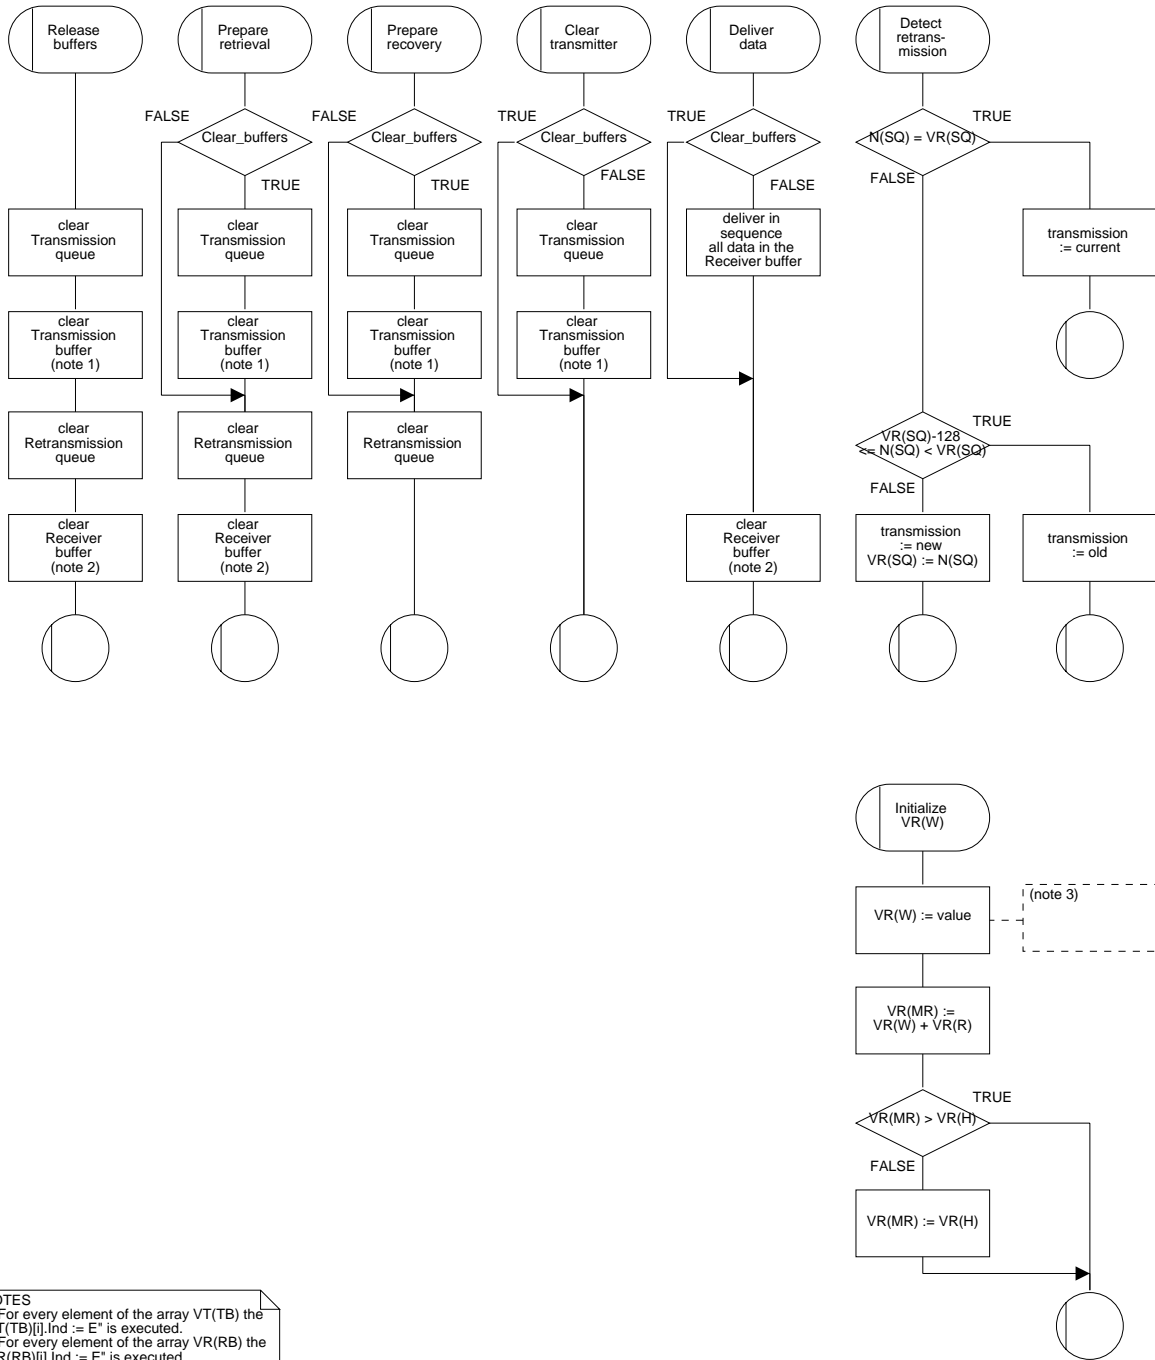 Release
buffers
Prepare
retrieval
Prepare
recovery
Clear
transmitter
Deliver
data
Detect
retrans-
mission
FALSE
FALSE
TRUE
TRUE
TRUE
Clear_buffers
Clear_buffers
Clear_buffers
Clear_buffers
N(SQ) = VR(SQ)
TRUE
TRUE
FALSE
FALSE
FALSE
clear
Transmission
queue
clear
Transmission
queue
clear
Transmission
queue
clear
Transmission
queue
deliver in
sequence
all data in the
Receiver buffer
transmission
:= current
clear
Transmission
buffer
(note 1)
clear
Transmission
buffer
(note 1)
clear
Transmission
buffer
(note 1)
clear
Transmission
buffer
(note 1)
clear
Retransmission
queue
clear
Retransmission
queue
clear
Retransmission
queue
TRUE
VR(SQ)-128
<= N(SQ) < VR(SQ)
FALSE
clear
Receiver
buffer
(note 2)
clear
Receiver
buffer
(note 2)
clear
Receiver
buffer
(note 2)
transmission
:= new
VR(SQ) := N(SQ)
transmission
:= old
Initialize
VR(W)
VR(W) := value
(note 3)
VR(MR) :=
VR(W) + VR(R)
TRUE
VR(MR) > VR(H)
FALSE
VR(MR) := VR(H)
For every element of the array VT(TB) the
T(TB)[i].Ind := E" is executed.
For every element of the array VR(RB) the
R(RB)[i].Ind := E" is executed